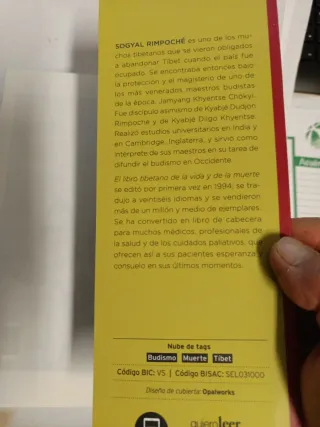 SOGYAL RIMPOCHÉ es uno de los mu-
chos tibetanos que se vieron obligados
a abandonar Tíbet cuando el país fue
ocupado. Se encontraba entonces bajo
la protección y el magisterio de uno de
los más venerados maestros budistas
de la época, Jamyang Khyentse Chökyi.
Fue discípulo asimismo de Kyabjé Dudjon
Rimpoche y de Kyabjé Dilgo Khyentse.
Realizó estudios universitarios en India y
en Cambridge, Inglaterra, y sirvió como
intérprete de sus maestros en su tarea de
difundir el budismo en Occidente.
El libro tibetano de la vida y de la muerte
se editó por primera vez en 1994; se tra-
dujo a veintiséis idiomas y se vendieron
más de un millón y medio de ejemplares.
Se ha convertido en libro de cabecera
para muchos médicos, profesionales de
la salud y de los cuidados paliativos, que
ofrecen así a sus pacientes esperanza y
consuelo en sus últimos momentos.
Nube de tags
Budismo Muerte Tíbet
Código BIC: VS | Código BISAC: SEL031000
Diseño de cubierta: Opalworks
quieroleer